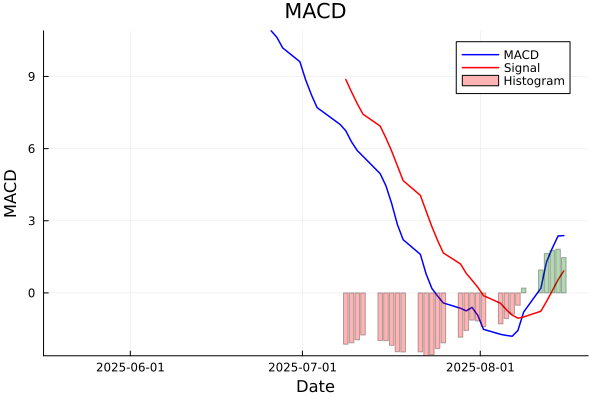 MACD
MACD
Signal
Histogram
9
6
3
0
MACD
2025-06-01
2025-07-01
2025-08-01
Date